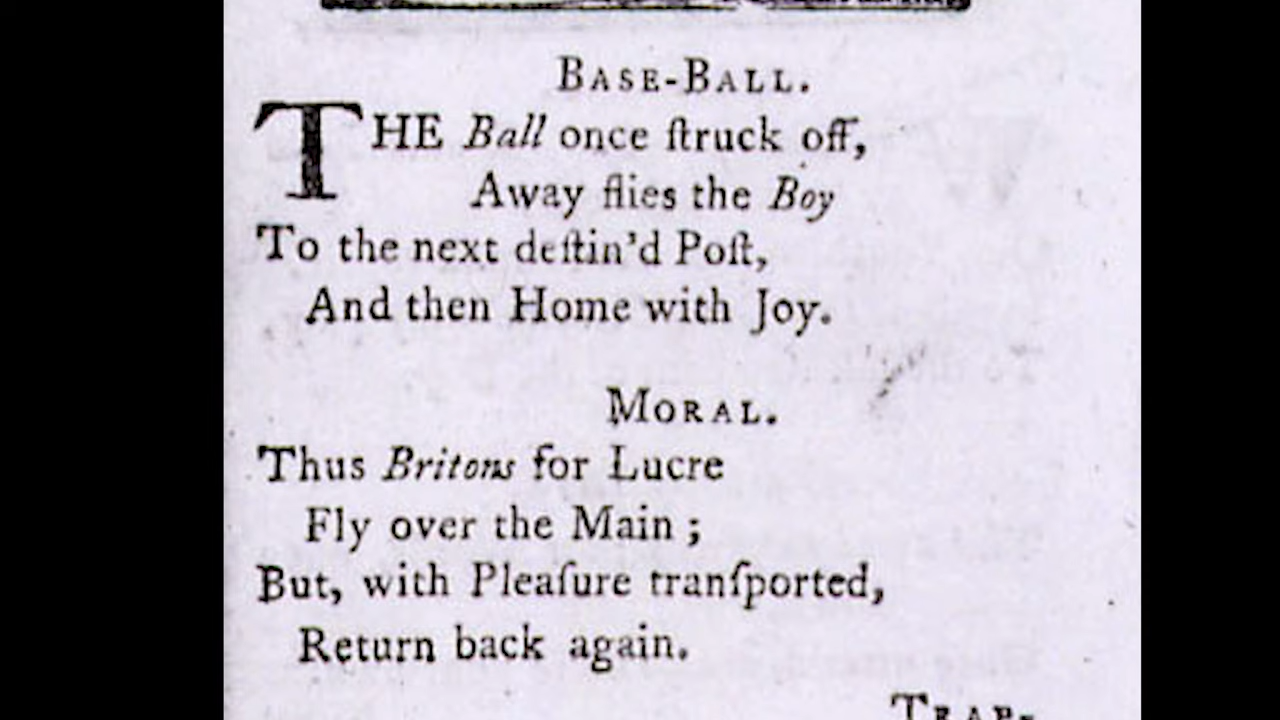 BASE-BALL.
THE Ball once ſtruck off,
Away flies the Boy
To the next deſtin'd Poſt,
And then Home with Joy.
MORAL.
Thus Britons for Lucre
Fly over the Main ;
But, with Pleaſure tranſported,
Return back again.
TRAP-